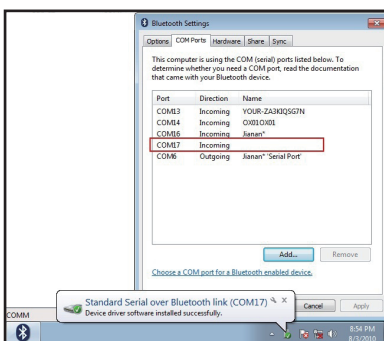 Bluetooth Settings
Options COM Ports Hardware Share Sync
This computer is using the COM (serial) ports listed below. To
determine whether you need a COM port, read the documentation
that came with your Bluetooth device.
Port Direction Name
COM13 Incoming YOUR-ZA3KIQSG7N
COM14 Incoming OX01OX01
COM16 Incoming Jianan*
COM17 Incoming
COM6 Outgoing Jianan* 'Serial Port'
Add... Remove
Choose a COM port for a Bluetooth enabled device.
Cancel Apply
Standard Serial over Bluetooth link (COM17)
Device driver software installed successfully.
COMM
8:54 PM
8/3/2010